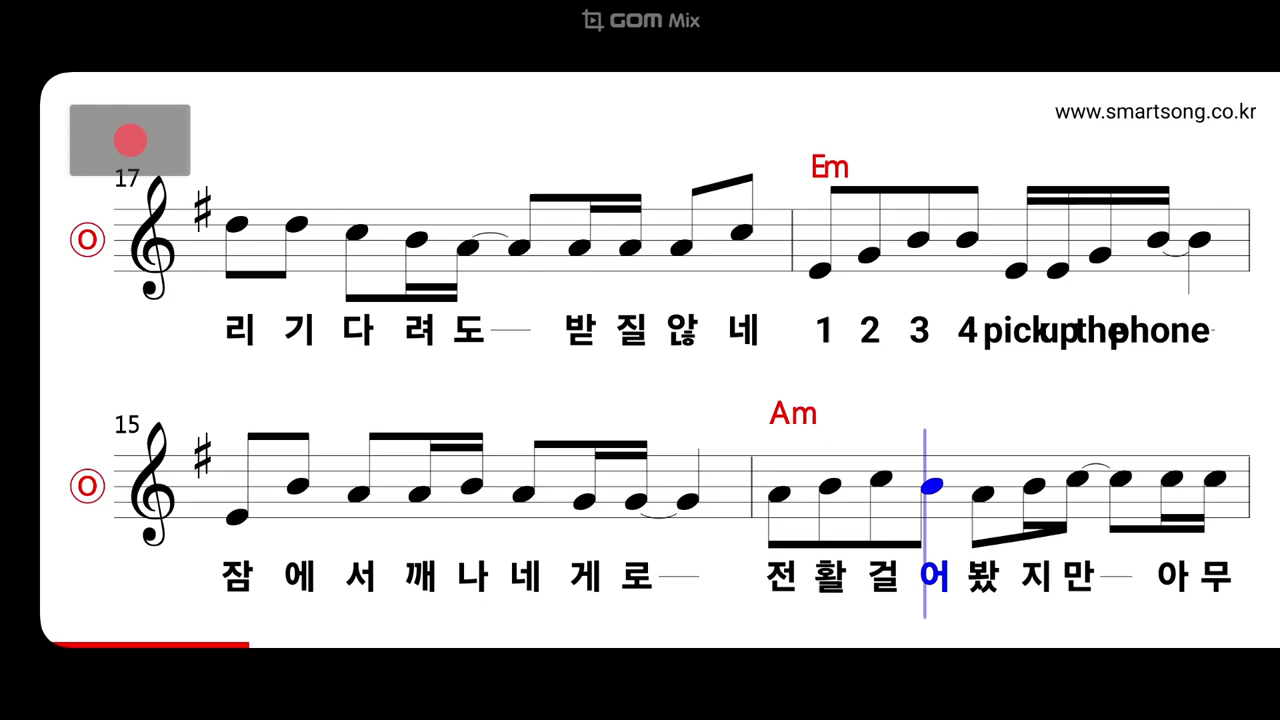 GOM Mix
www.smartsong.co.kr
Em
17
O
리 기 다 려 도 받 질 않 네 1 2 3 4 pick up the phone
Am
15
O
잠 에 서 깨 나 네 게 로 전 활 걸 어 봤 지 만 아 무